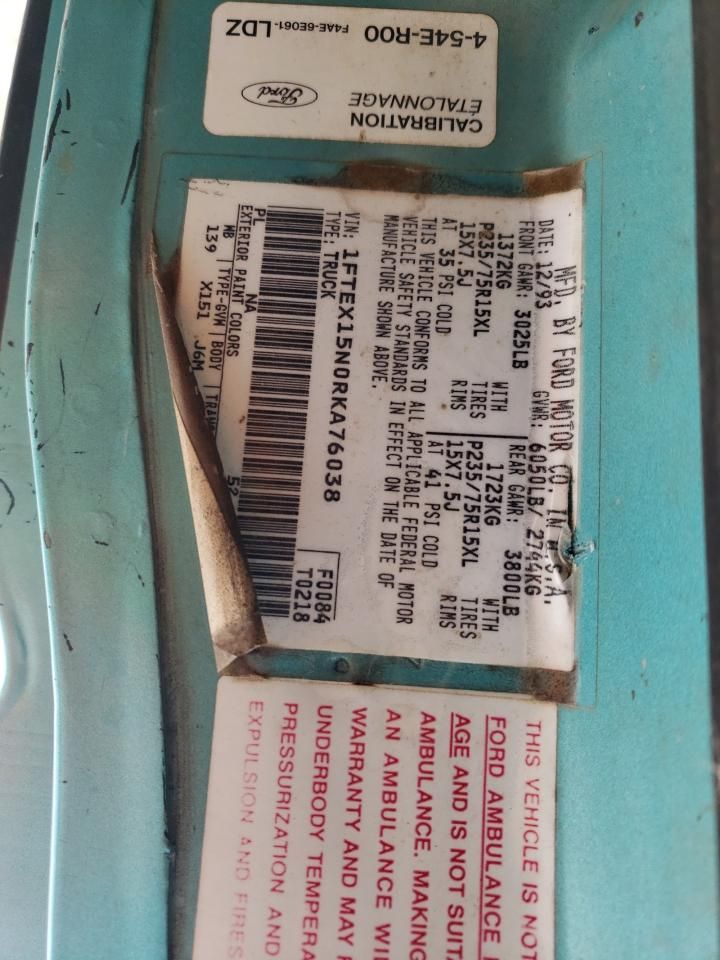 4-54E-R00
F4AE-6E061-LDZ
Ford
CALIBRATION
ETALONNAGE
MFD. BY FORD MOTOR CO. IN U.S.A.
DATE: 12/93 GVWR: 6050LB/ 2744KG
FRONT GAWR: 3025LB REAR GAWR: 3800LB
1372KG WITH 1723KG WITH
P235/75R15XL TIRES P235/75R15XL TIRES
15X7.5J RIMS 15X7.5J RIMS
AT 35 PSI COLD AT 41 PSI COLD
THIS VEHICLE CONFORMS TO ALL APPLICABLE FEDERAL MOTOR
VEHICLE SAFETY STANDARDS IN EFFECT ON THE DATE OF
MANUFACTURE SHOWN ABOVE.
VIN: 1FTEX15N0RKA76038 F0084
TYPE: TRUCK T0218
PL NA 52
EXTERIOR PAINT COLORS
WB TYPE-GVM BODY
139 X151 J6M
THIS VEHICLE IS NOT
FORD AMBULANCE
AGE AND IS NOT SUIT
AMBULANCE. MAKING
AN AMBULANCE WI
WARRANTY AND MAY
UNDERBODY TEMPERA
PRESSURIZATION AND
EXPULSION AND FIRES